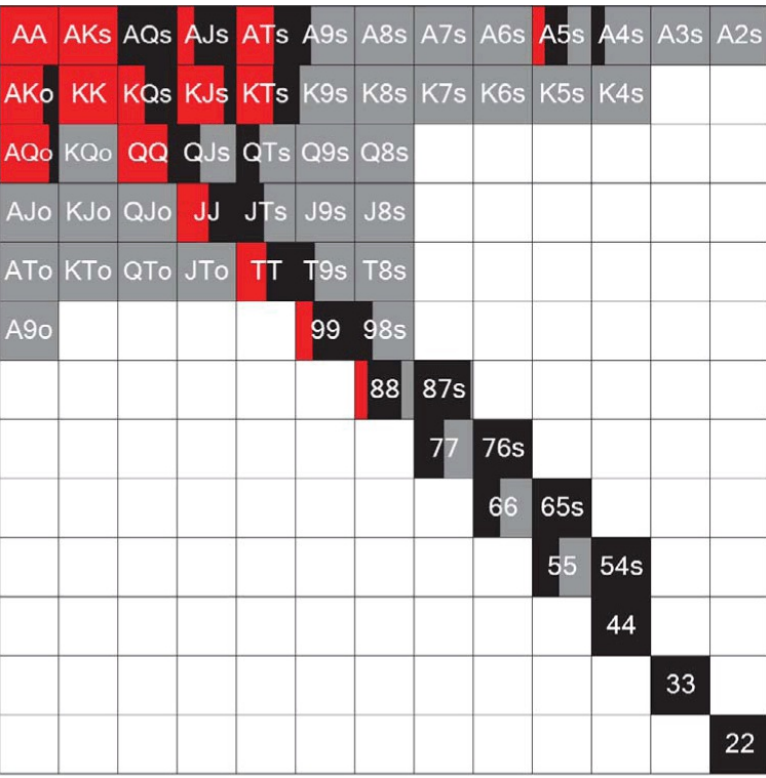 AA AKs AQs AJs ATs A9s A8s A7s A6s A5s A4s A3s A2s
AKo KK KQs KJs KTs K9s K8s K7s K6s K5s K4s
AQo KQo QQ QJs QTs Q9s Q8s
AJo KJo QJo JJ JTs J9s J8s
ATo KTo QTo JTo TT T9s T8s
A9o 99 98s
88 87s
77 76s
66 65s
55 54s
44
33
22